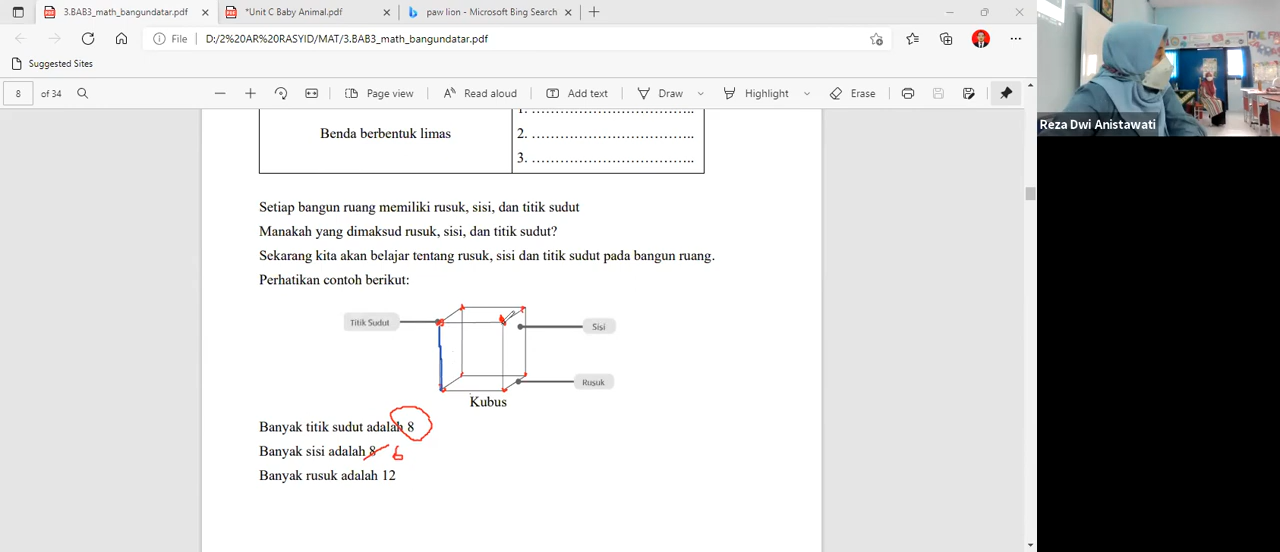 3.BAB3_math_bangundatar.pdf
*Unit C Baby Animal.pdf
paw lion - Microsoft Bing Search
File
D:/2%20AR%20RASYID/MAT/3.BAB3_math_bangundatar.pdf
Suggested Sites
8 of 34
Page view
Read aloud
Add text
Draw
Highlight
Erase
Reza Dwi Anistawati
1. ……………………………..
Benda berbentuk limas
2. ……………………………..
3. ……………………………..
Setiap bangun ruang memiliki rusuk, sisi, dan titik sudut
Manakah yang dimaksud rusuk, sisi, dan titik sudut?
Sekarang kita akan belajar tentang rusuk, sisi dan titik sudut pada bangun ruang.
Perhatikan contoh berikut:
Titik Sudut
Sisi
Rusuk
Kubus
Banyak titik sudut adalah 8
Banyak sisi adalah 8 6
Banyak rusuk adalah 12